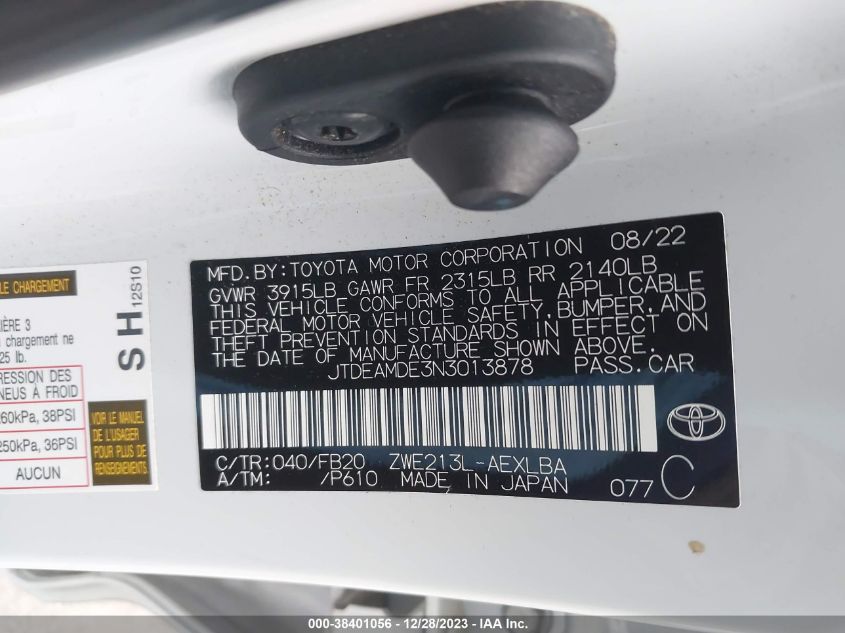 MFD. BY: TOYOTA MOTOR CORPORATION 08/22
GVWR 3915LB GAWR FR 2315LB RR 2140LB
THIS VEHICLE CONFORMS TO ALL APPLICABLE
FEDERAL MOTOR VEHICLE SAFETY, BUMPER, AND
THEFT PREVENTION STANDARDS IN EFFECT ON
THE DATE OF MANUFACTURE SHOWN ABOVE.
JTDEAMDE3N3013878 PASS. CAR
C/TR: 040/FB20 ZWE213L-AEXLBA
A/TM: /P610 MADE IN JAPAN
077 C
LE CHARGEMENT
IÈRE 3
chargement ne
25 lb.
RESSION DES
NEUS À FROID
260kPa, 38PSI
250kPa, 36PSI
AUCUN
VOIR LE MANUEL
DE L'USAGER
POUR PLUS DE
SH
12S10
000-38401056 - 12/28/2023 - IAA Inc.